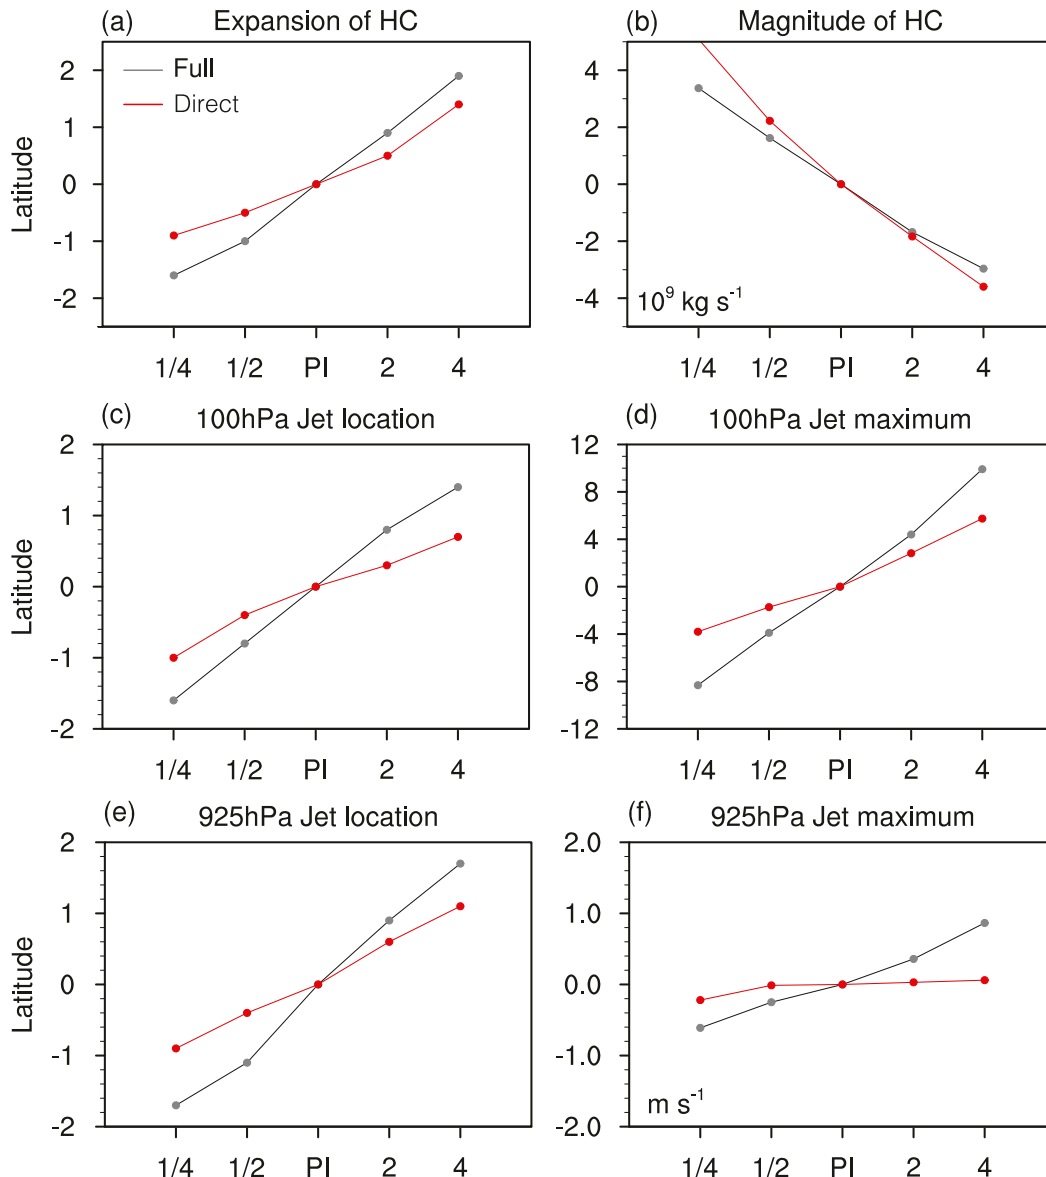 (a) Expansion of HC
Full
Direct
Latitude
2
1
0
-1
-2
1/4 1/2 PI 2 4
(b) Magnitude of HC
4
2
0
-2
-4
10⁹ kg s⁻¹
1/4 1/2 PI 2 4
(c) 100hPa Jet location
Latitude
2
1
0
-1
-2
1/4 1/2 PI 2 4
(d) 100hPa Jet maximum
12
8
4
0
-4
-8
-12
1/4 1/2 PI 2 4
(e) 925hPa Jet location
Latitude
2
1
0
-1
-2
1/4 1/2 PI 2 4
(f) 925hPa Jet maximum
2.0
1.0
0.0
-1.0
-2.0
m s⁻¹
1/4 1/2 PI 2 4